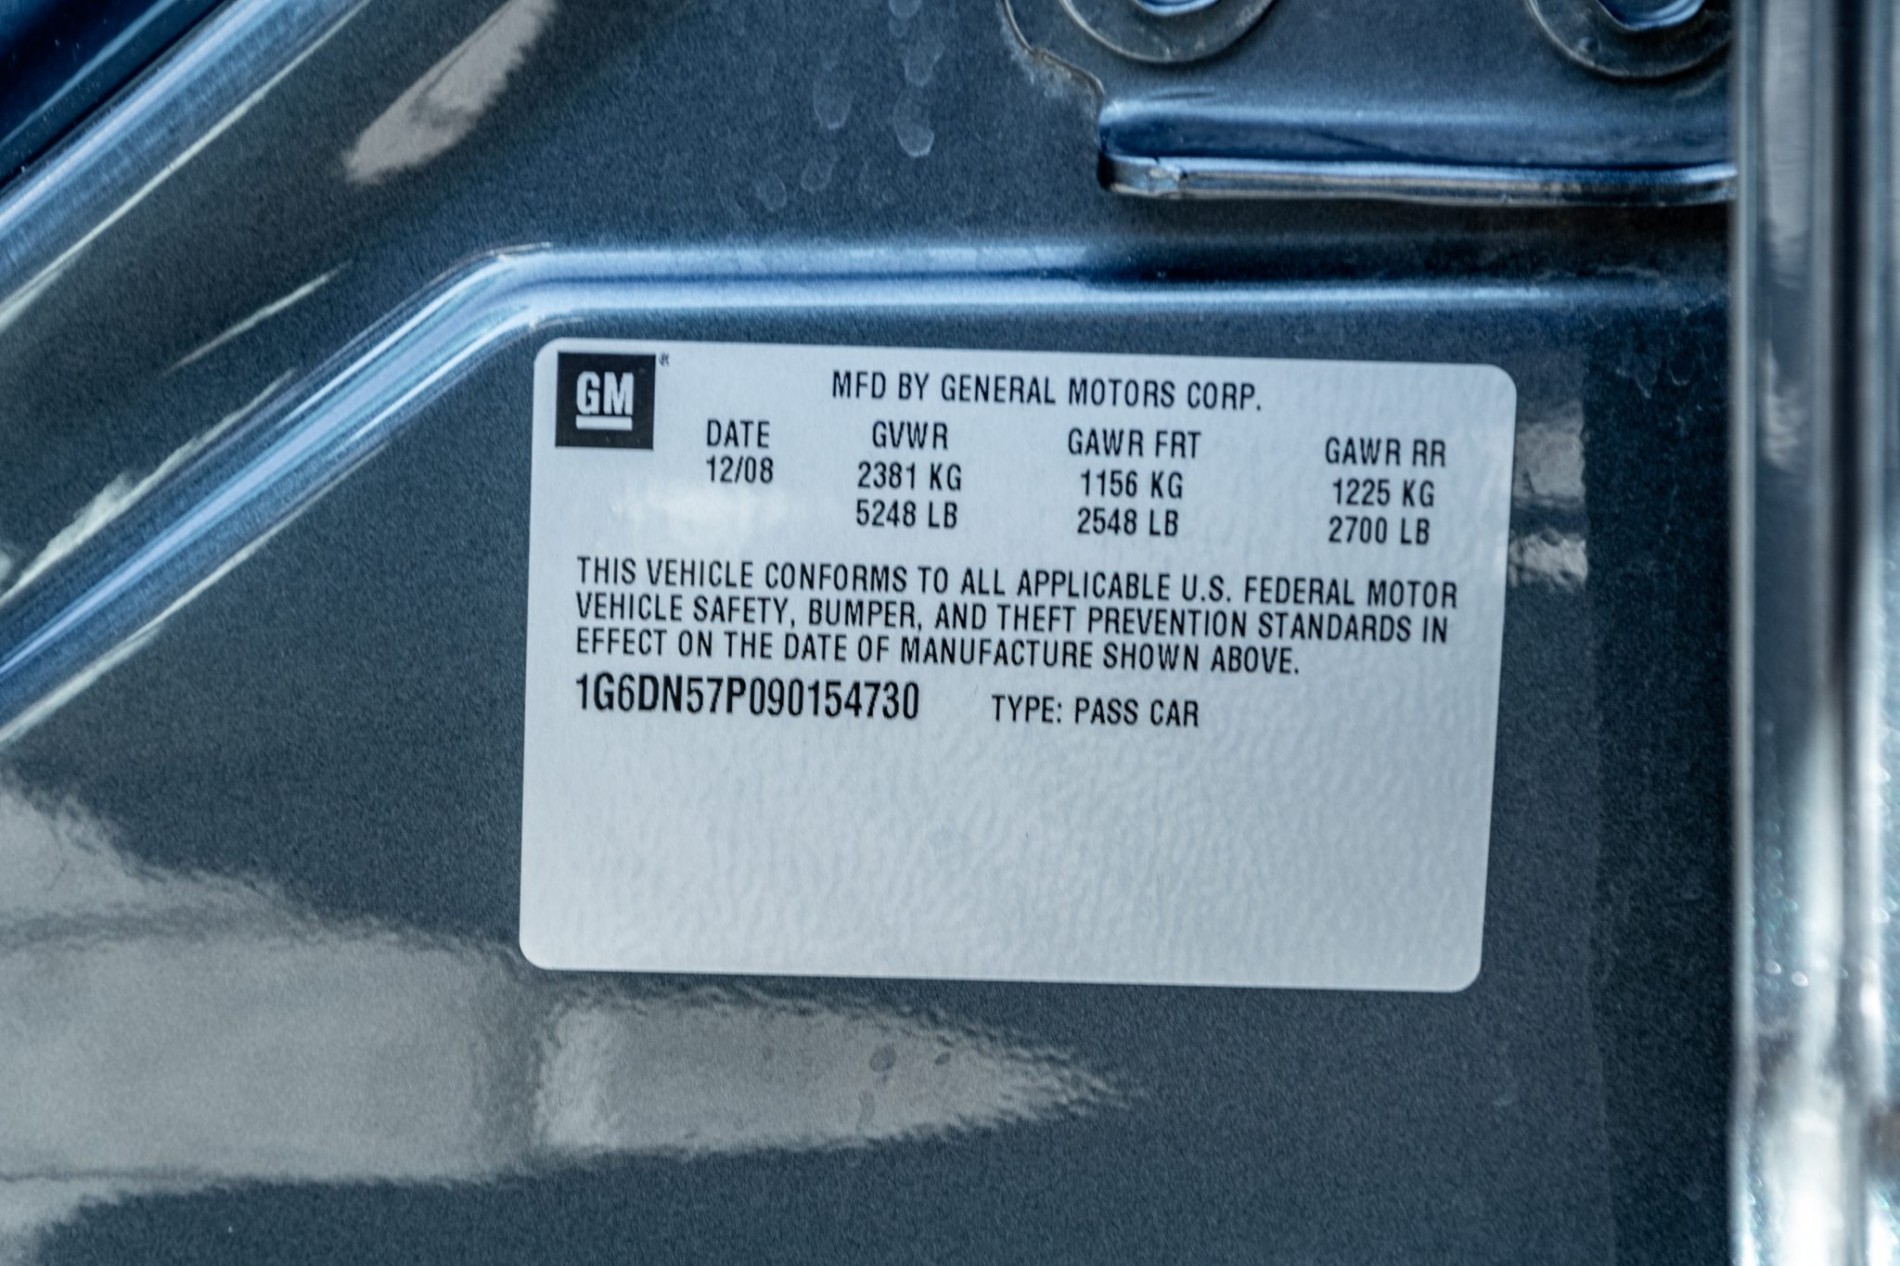 GM
MFD BY GENERAL MOTORS CORP.
DATE GVWR GAWR FRT GAWR RR
12/08 2381 KG 1156 KG 1225 KG
5248 LB 2548 LB 2700 LB
THIS VEHICLE CONFORMS TO ALL APPLICABLE U.S. FEDERAL MOTOR
VEHICLE SAFETY, BUMPER, AND THEFT PREVENTION STANDARDS IN
EFFECT ON THE DATE OF MANUFACTURE SHOWN ABOVE.
1G6DN57P090154730 TYPE: PASS CAR